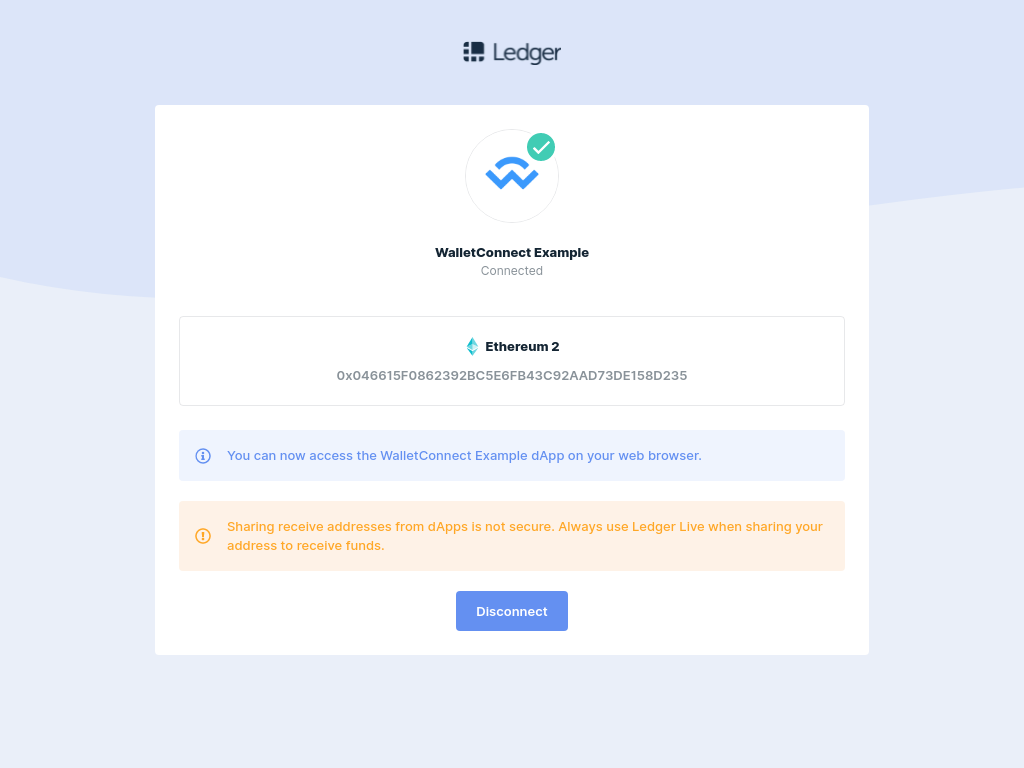 Ledger
WalletConnect Example
Connected
Ethereum 2
0x046615F0862392BC5E6FB43C92AAD73DE158D235
You can now access the WalletConnect Example dApp on your web browser.
Sharing receive addresses from dApps is not secure. Always use Ledger Live when sharing your
address to receive funds.
Disconnect